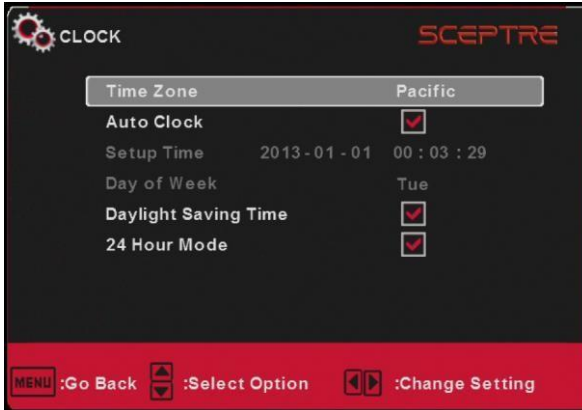 CLOCK SCEPTRE
Time Zone Pacific
Auto Clock
Setup Time 2013-01-01 00:03:29
Day of Week Tue
Daylight Saving Time
24 Hour Mode
MENU :Go Back :Select Option :Change Setting